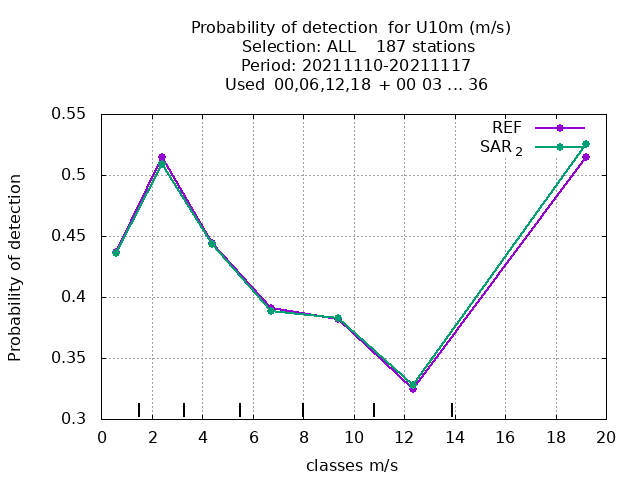 Probability of detection  for U10m (m/s)
Selection: ALL    187 stations
Period: 20211110-20211117
Used  00,06,12,18 + 00 03 ... 36
REF
SAR 2
0.55
0.5
0.45
0.4
0.35
0.3
Probability of detection
0 2 4 6 8 10 12 14 16 18 20
classes m/s